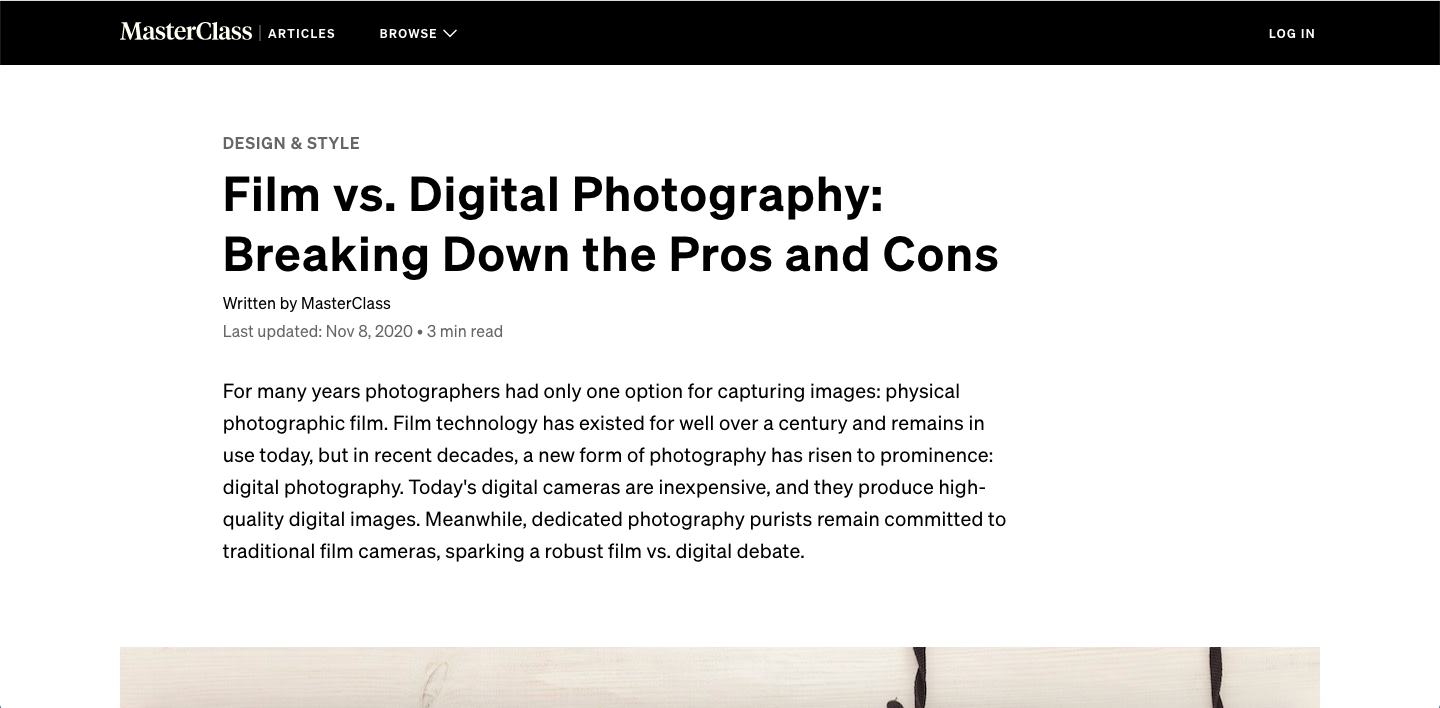 MasterClass | ARTICLES BROWSE LOG IN
DESIGN & STYLE
Film vs. Digital Photography:
Breaking Down the Pros and Cons
Written by MasterClass
Last updated: Nov 8, 2020 • 3 min read
For many years photographers had only one option for capturing images: physical
photographic film. Film technology has existed for well over a century and remains in
use today, but in recent decades, a new form of photography has risen to prominence:
digital photography. Today's digital cameras are inexpensive, and they produce high-
quality digital images. Meanwhile, dedicated photography purists remain committed to
traditional film cameras, sparking a robust film vs. digital debate.